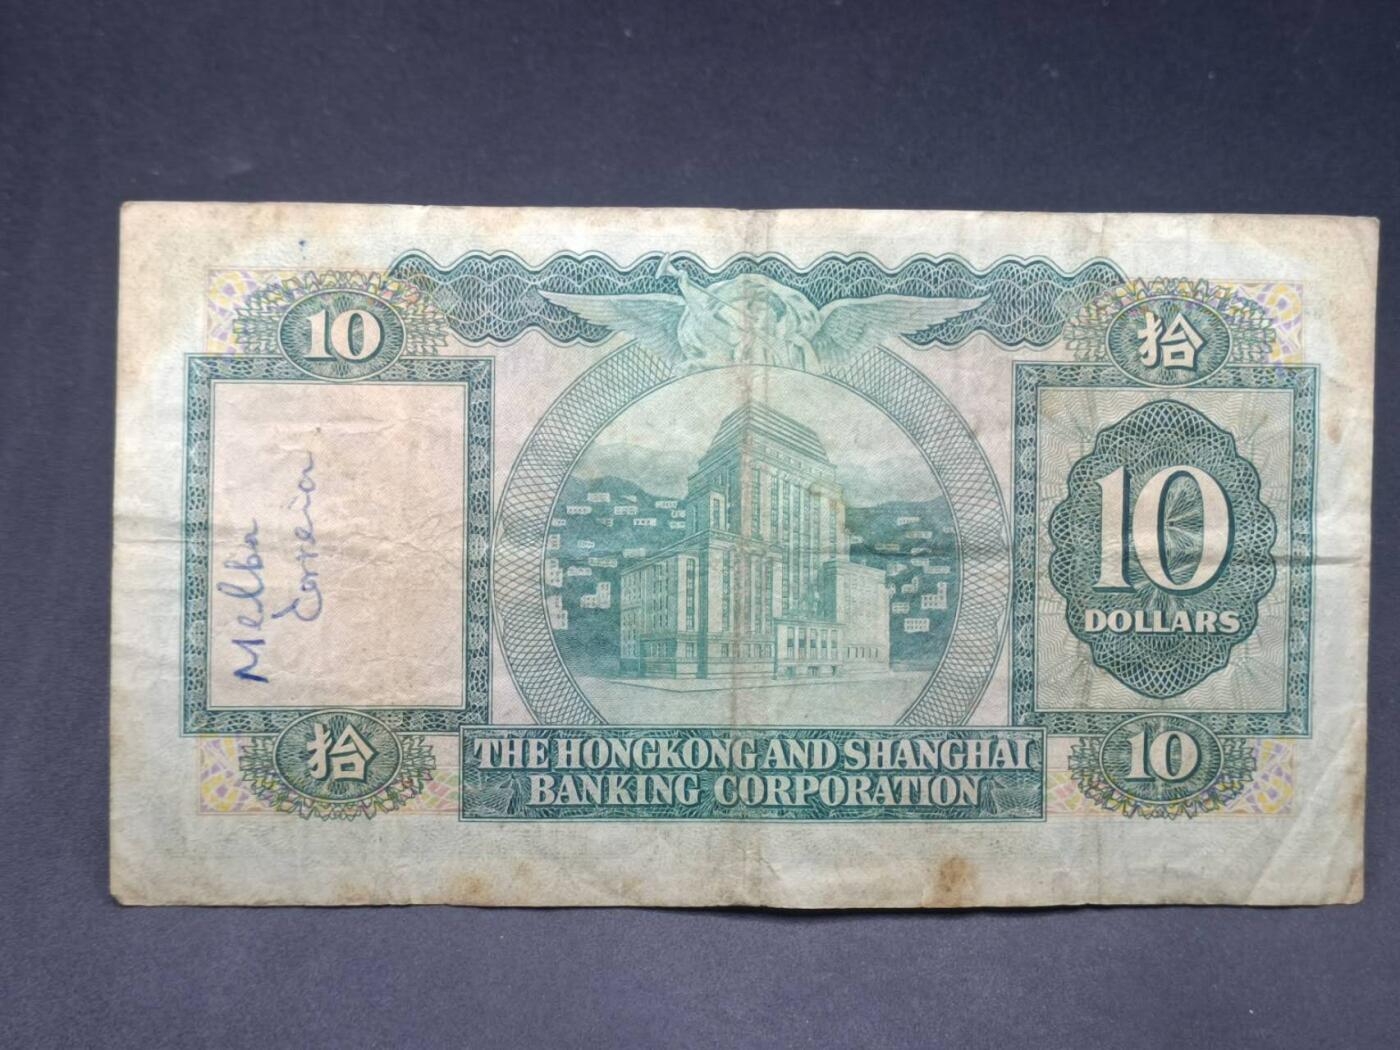 10
拾
Melba
Correia
10
DOLLARS
拾
THE HONGKONG AND SHANGHAI
BANKING CORPORATION
10